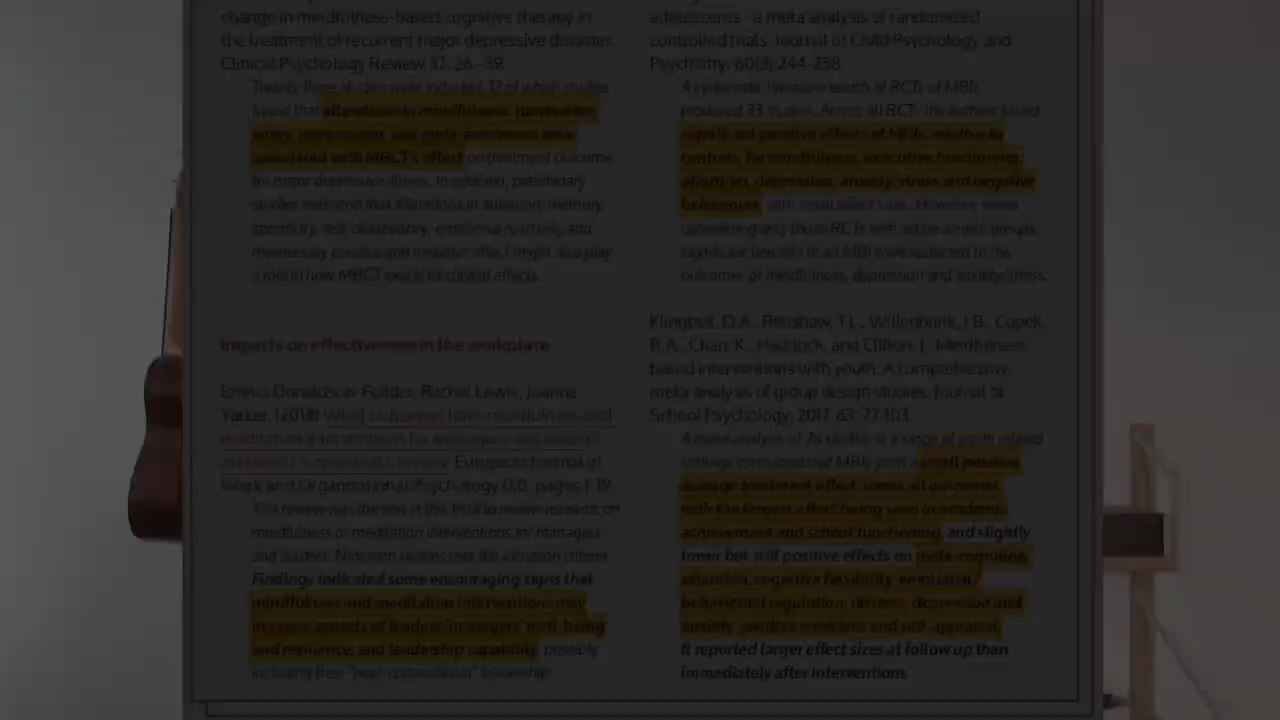 change in mindfulness-based cognitive therapy in
the treatment of recurrent major depressive disorder.
Clinical Psychology Review 37, 26–39.
Twenty three studies were included, 12 of which studies
found that alterations in mindfulness, rumination,
worry, compassion, and meta-awareness were
associated with MBCT's effect on treatment outcome
for major depressive illness. In addition, preliminary
studies indicated that alterations in attention, memory
specificity, self-discrepancy, emotional reactivity, and
momentary positive and negative affect might also play
a role in how MBCT exerts its clinical effects.
Impacts on effectiveness in the workplace
Emma Donaldson-Feilder, Rachel Lewis, Joanna
Yarker. (2018) What outcomes have mindfulness and
meditation interventions for managers and leaders
achieved? A systematic review. European Journal of
Work and Organisational Psychology 0:0, pages 1-19.
This review was the first of its kind to review research on
mindfulness or meditation interventions for managers
and leaders. Nineteen studies met the inclusion criteria.
Findings indicated some encouraging signs that
mindfulness and meditation interventions may
improve aspects of leaders/managers' well-being
and resilience, and leadership capability, possibly
including their "post-conventional" leadership
adolescents - a meta analysis of randomized
controlled trials. Journal of Child Psychology and
Psychiatry. 60(3) 244-258
A systematic literature search of RCTs of MBIs
produced 33 studies. Across all RCTs the authors found
significant positive effects of MBIs, relative to
controls, for mindfulness, executive functioning,
attention, depression, anxiety/stress and negative
behaviours, with small effect sizes. However, when
considering only those RCTs with active control groups,
significant benefits of an MBI were restricted to the
outcomes of mindfulness, depression and anxiety/stress.
Klingbeil, D.A., Renshaw, T.L., Willenbrink, J.B., Copek,
R.A., Chan, K., Haddock, and Clifton, J. Mindfulness-
based interventions with youth: A comprehensive
meta-analysis of group design studies. Journal of
School Psychology, 2017. 63: 77-103.
A meta-analysis of 76 studies in a range of youth related
settings concluded that MBIs yield a small positive
average treatment effect across all outcomes,
with the largest effect being seen in academic
achievement and school functioning, and slightly
lower but still positive effects on meta-cognition,
attention, cognitive flexibility, emotional/
behavioural regulation, distress, depression and
anxiety, positive emotions and self-appraisal.
It reported larger effect sizes at follow up than
immediately after interventions.